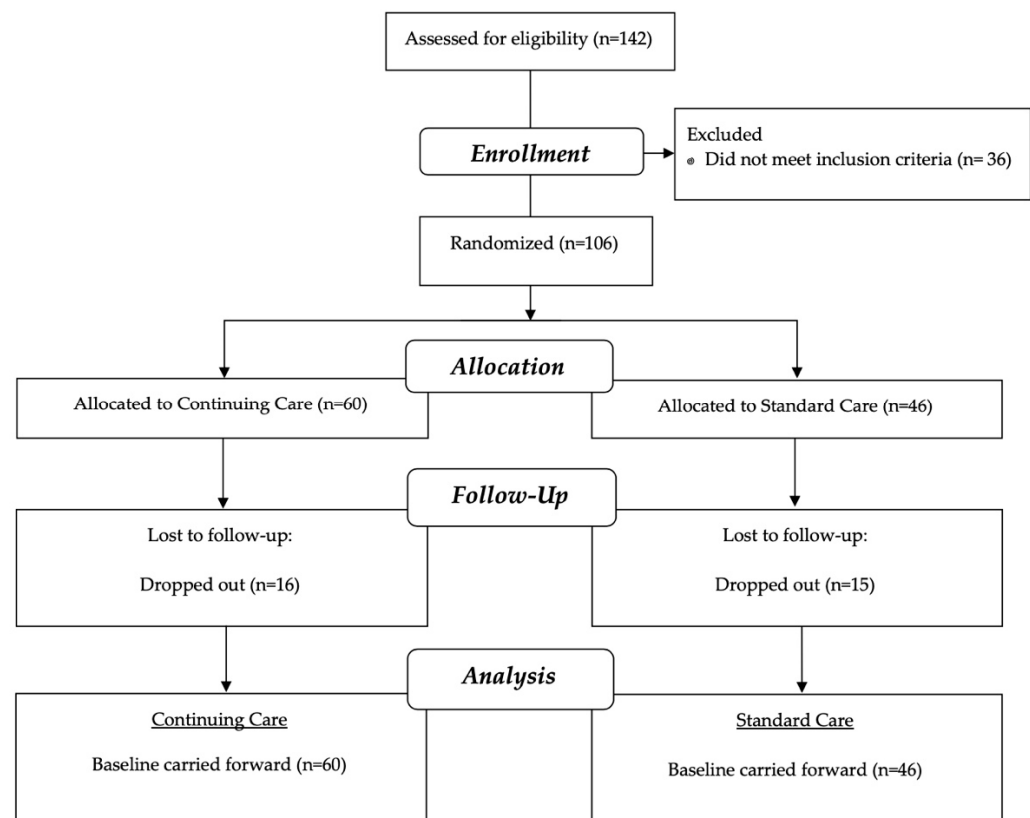 Assessed for eligibility (n=142)
Enrollment
Excluded
Did not meet inclusion criteria (n= 36)
Randomized (n=106)
Allocation
Allocated to Continuing Care (n=60)
Allocated to Standard Care (n=46)
Follow-Up
Lost to follow-up:
Dropped out (n=16)
Lost to follow-up:
Dropped out (n=15)
Analysis
Continuing Care
Baseline carried forward (n=60)
Standard Care
Baseline carried forward (n=46)